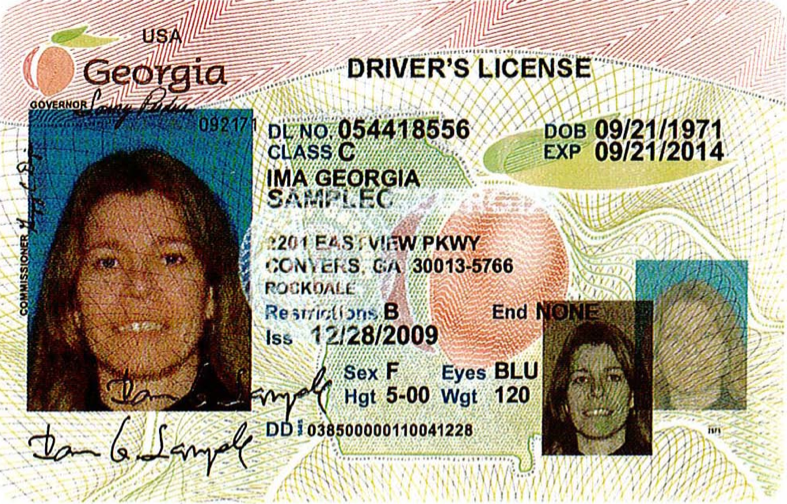 USA
Georgia
DRIVER'S LICENSE
GOVERNOR
092171
DL NO. 054418556
DOB 09/21/1971
CLASS C
EXP 09/21/2014
IMA GEORGIA
SAMPLEC
2201 EASTVIEW PKWY
CONYERS, GA 30013-5766
ROCKDALE
Restrictions B
End NONE
Iss 12/28/2009
Sex F Eyes BLU
Hgt 5-00 Wgt 120
DD 038500000110041228
COMMISSIONER